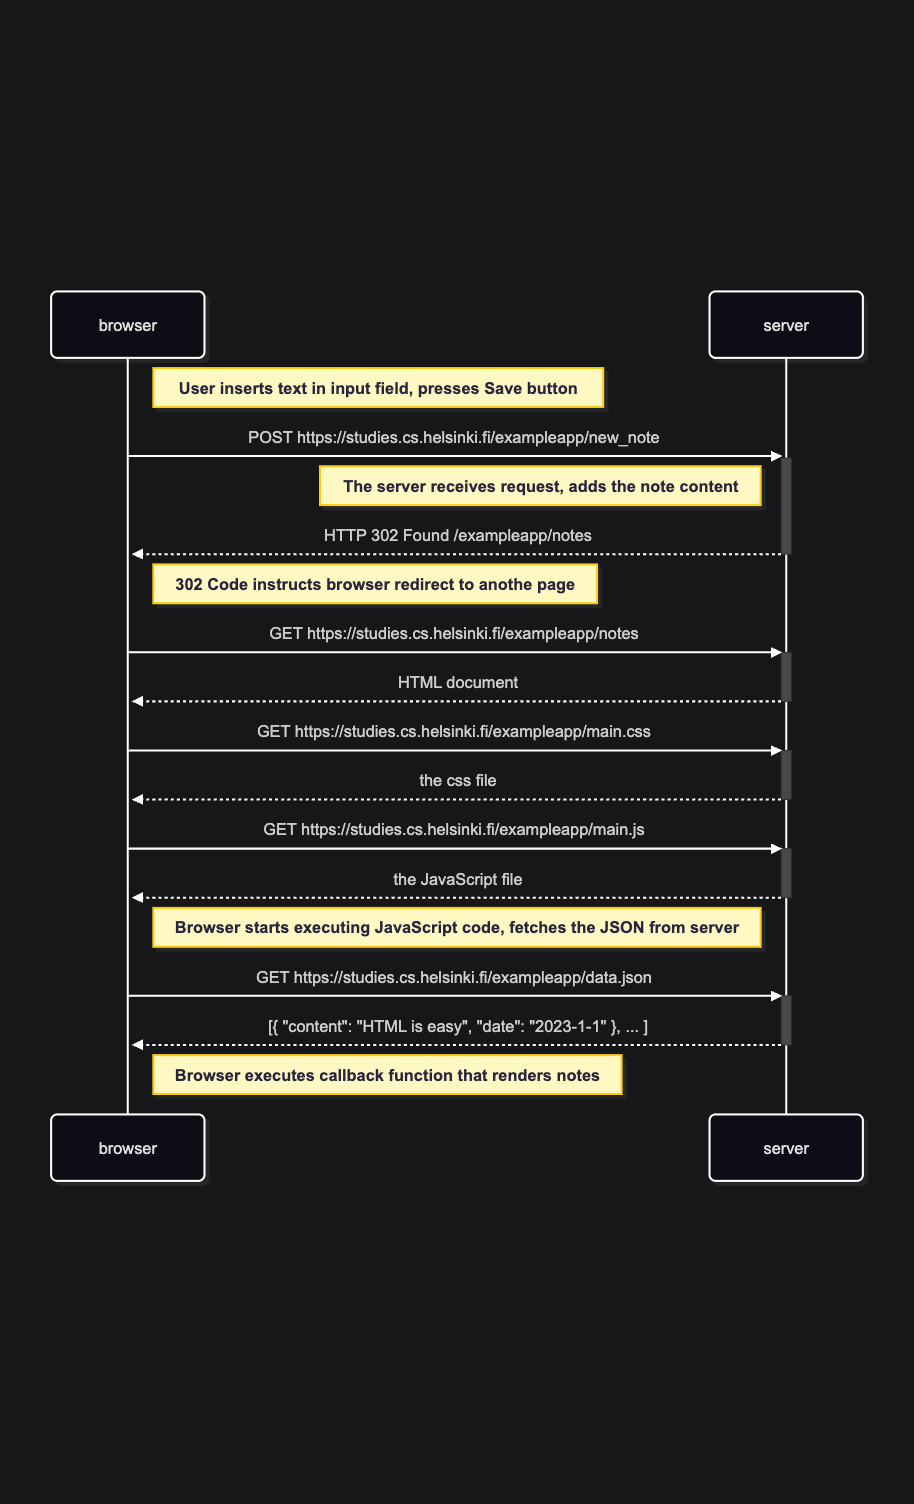 browser
server
User inserts text in input field, presses Save button
POST https://studies.cs.helsinki.fi/exampleapp/new_note
The server receives request, adds the note content
HTTP 302 Found /exampleapp/notes
302 Code instructs browser redirect to anothe page
GET https://studies.cs.helsinki.fi/exampleapp/notes
HTML document
GET https://studies.cs.helsinki.fi/exampleapp/main.css
the css file
GET https://studies.cs.helsinki.fi/exampleapp/main.js
the JavaScript file
Browser starts executing JavaScript code, fetches the JSON from server
GET https://studies.cs.helsinki.fi/exampleapp/data.json
[{ "content": "HTML is easy", "date": "2023-1-1" }, ... ]
Browser executes callback function that renders notes
browser
server